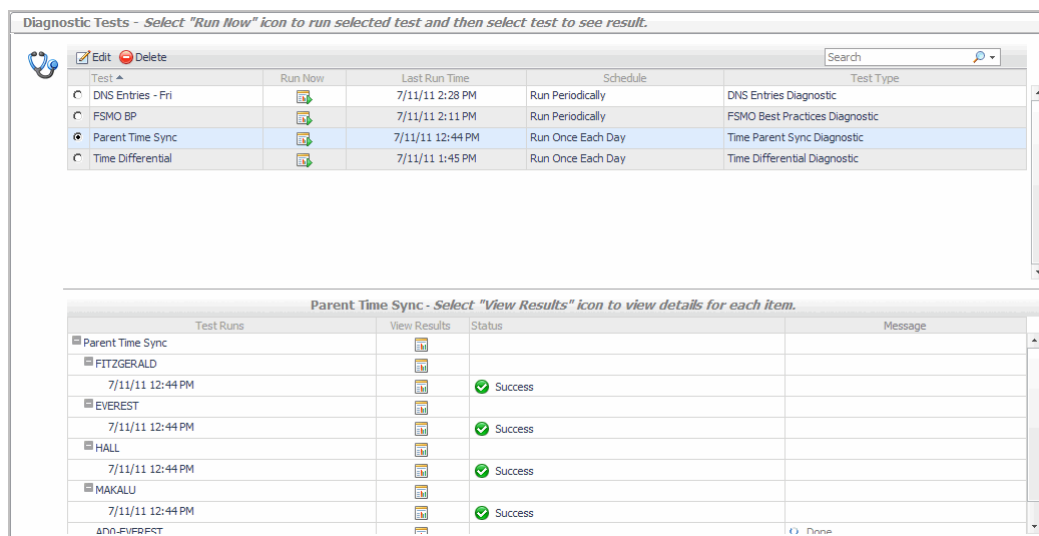 Diagnostic Tests - Select "Run Now" icon to run selected test and then select test to see result.
Edit Delete Search
Test Run Now Last Run Time Schedule Test Type
DNS Entries - Fri 7/11/11 2:28 PM Run Periodically DNS Entries Diagnostic
FSMO BP 7/11/11 2:11 PM Run Periodically FSMO Best Practices Diagnostic
Parent Time Sync 7/11/11 12:44 PM Run Once Each Day Time Parent Sync Diagnostic
Time Differential 7/11/11 1:45 PM Run Once Each Day Time Differential Diagnostic
Parent Time Sync - Select "View Results" icon to view details for each item.
Test Runs View Results Status Message
Parent Time Sync
FITZGERALD
7/11/11 12:44 PM Success
EVEREST
7/11/11 12:44 PM Success
HALL
7/11/11 12:44 PM Success
MAKALU
7/11/11 12:44 PM Success
AD0-EVEREST Done